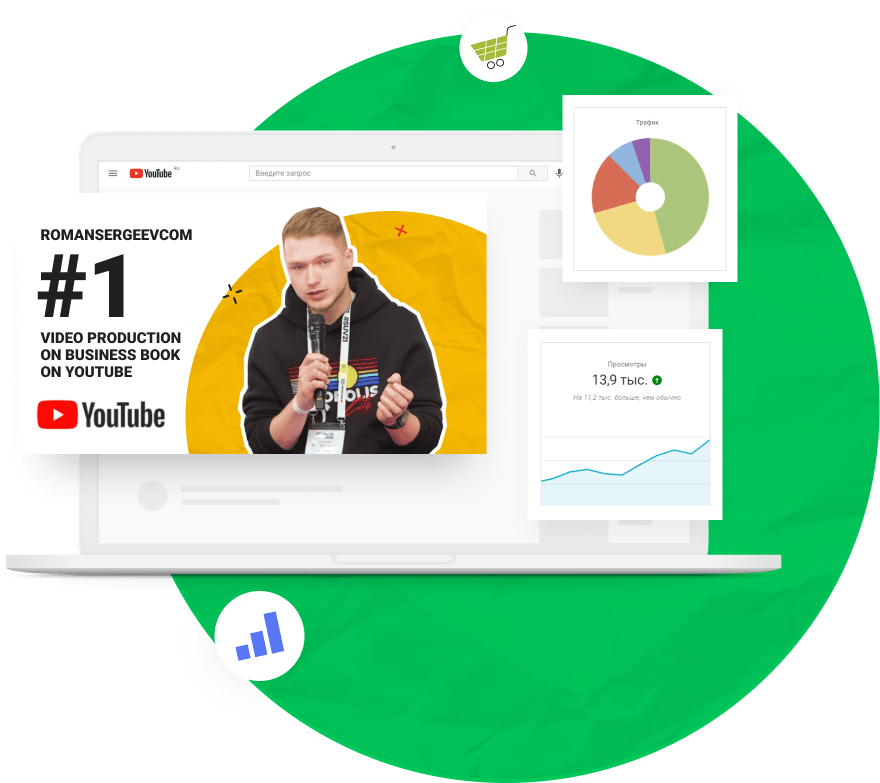 YouTube RU
Введите запрос
Трафик
ROMANSERGEEVCOM
#1
VIDEO PRODUCTION
ON BUSINESS BOOK
ON YOUTUBE
YouTube
#SUVZI
Просмотры
13,9 тыс.
На 11,2 тыс. больше, чем обычно